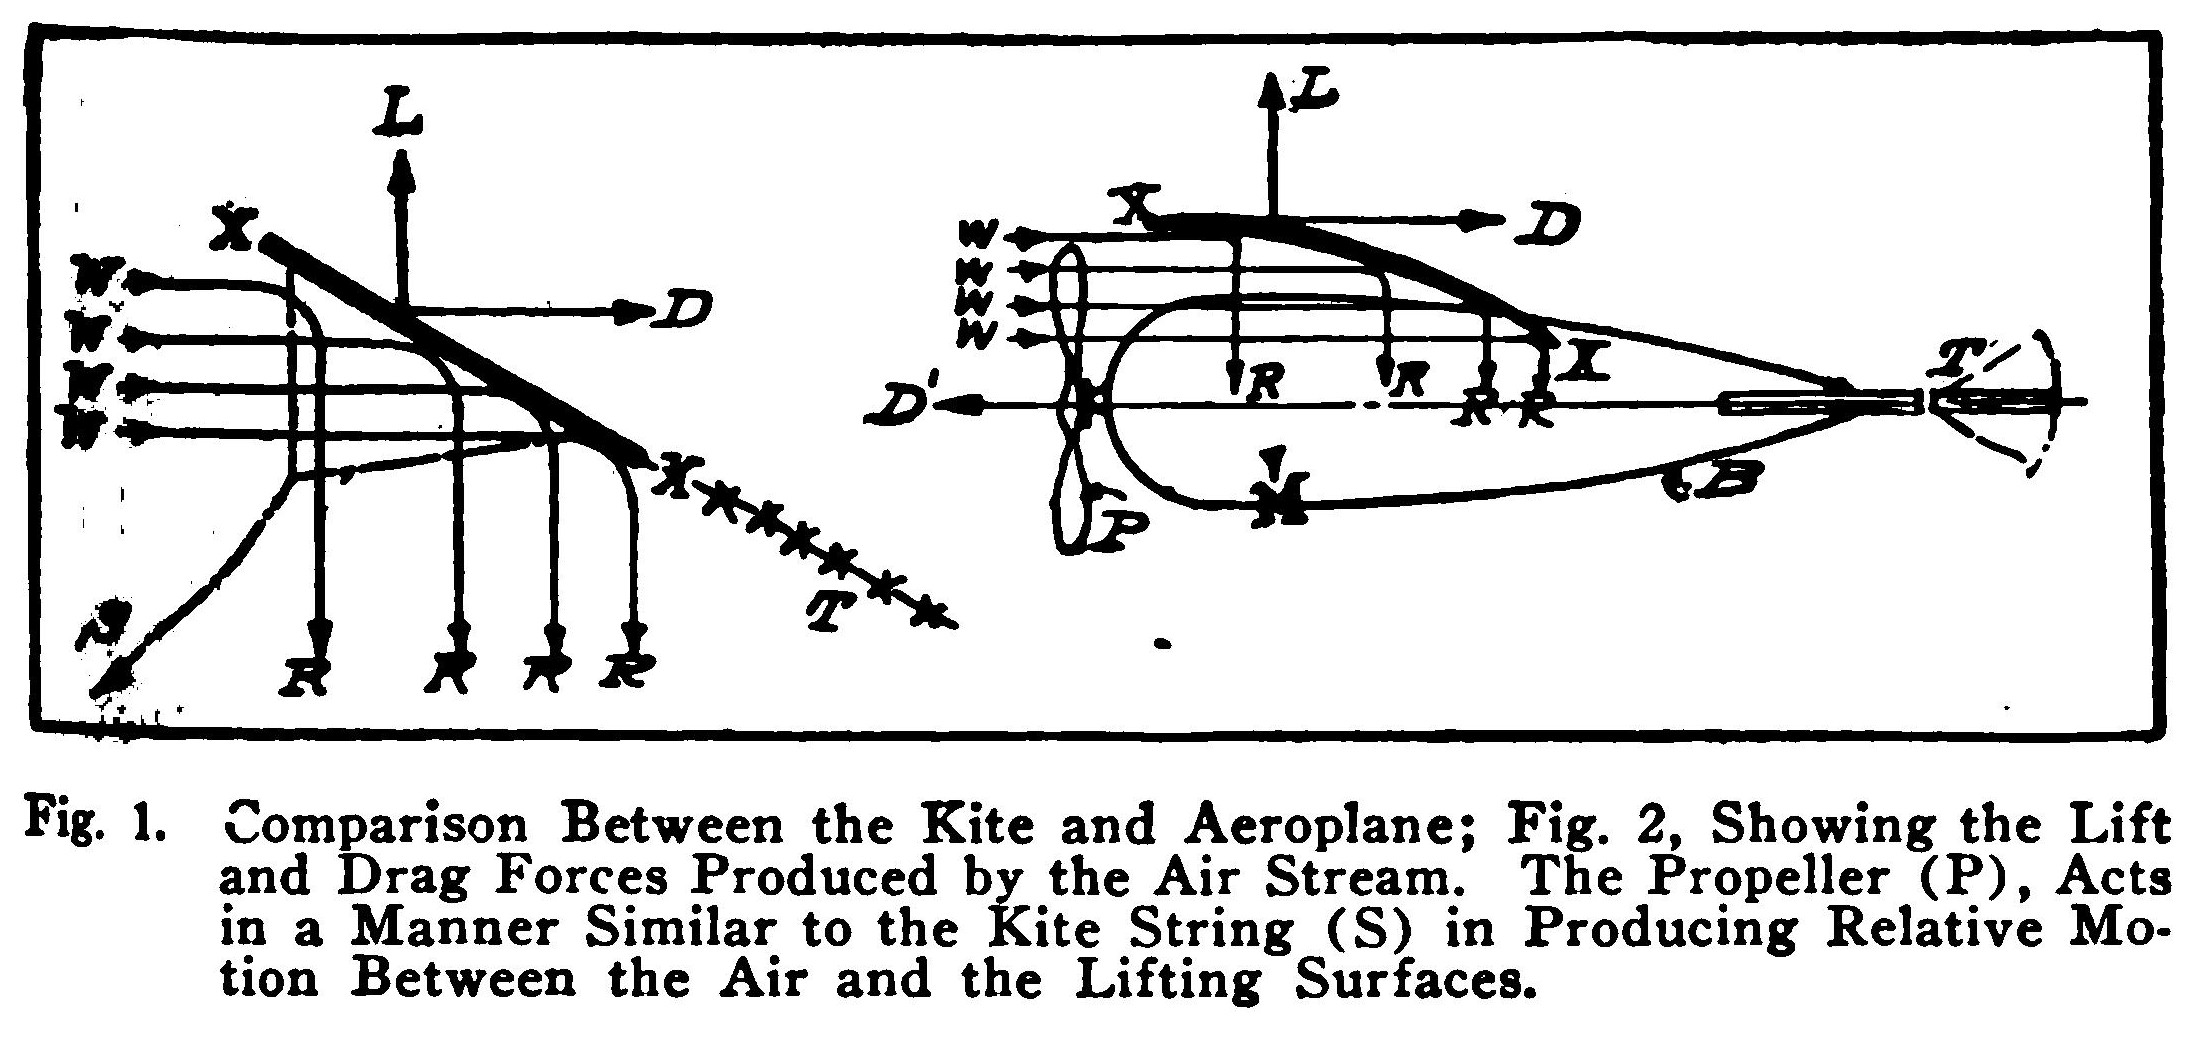 L
X
W
W
W
W
D
X
T
S
R R R R
L
X
D
W
W
W
W
X
T'
D'
R R R R
M
B
P
Fig. 1. Comparison Between the Kite and Aeroplane; Fig. 2, Showing the Lift
and Drag Forces Produced by the Air Stream. The Propeller (P), Acts
in a Manner Similar to the Kite String (S) in Producing Relative Mo-
tion Between the Air and the Lifting Surfaces.